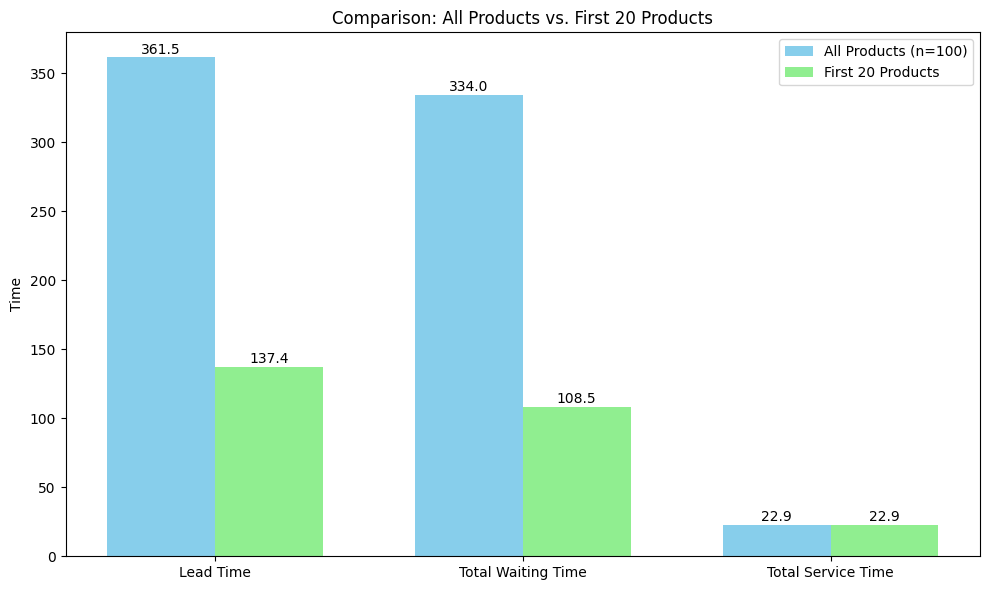 Comparison: All Products vs. First 20 Products
All Products (n=100)
First 20 Products
Time
350
300
250
200
150
100
50
0
361.5
137.4
334.0
108.5
22.9
22.9
Lead Time
Total Waiting Time
Total Service Time